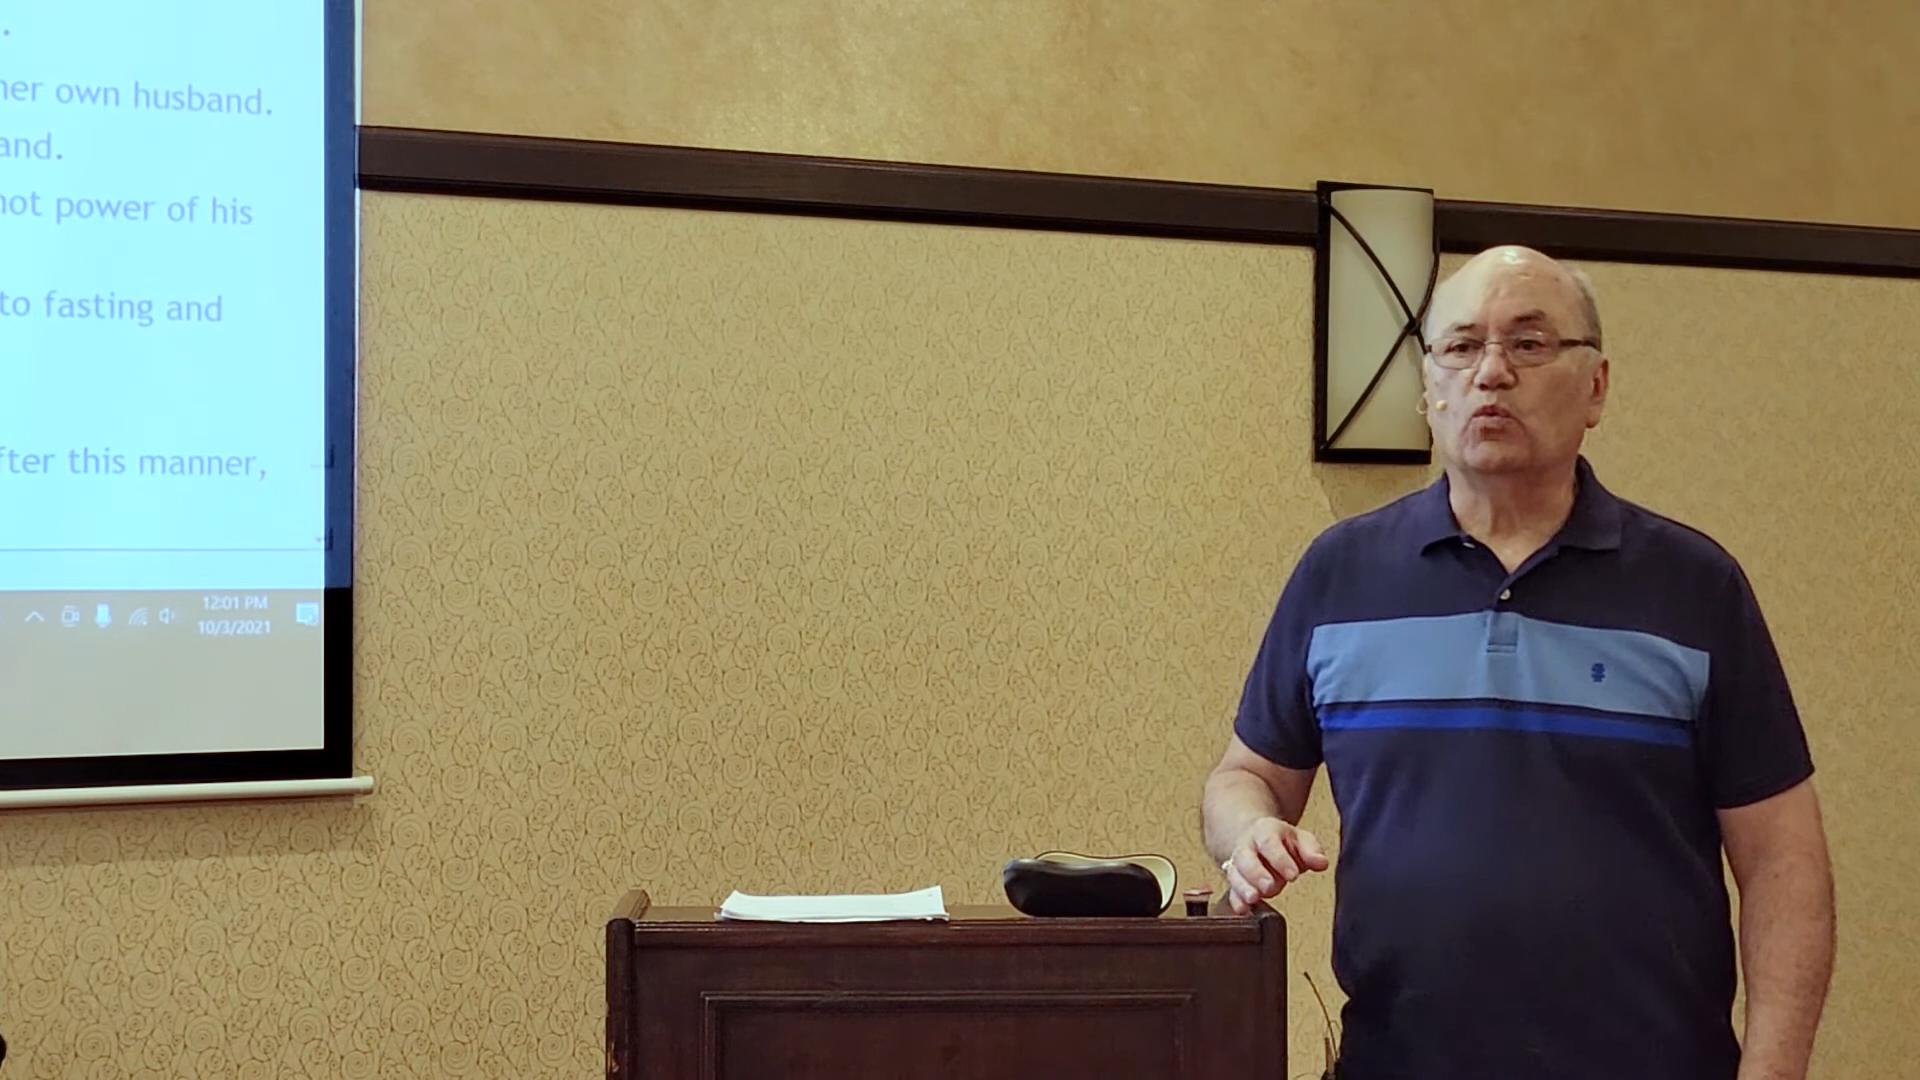 .
her own husband.
and.
not power of his
to fasting and
fter this manner,
12:01 PM
10/3/2021